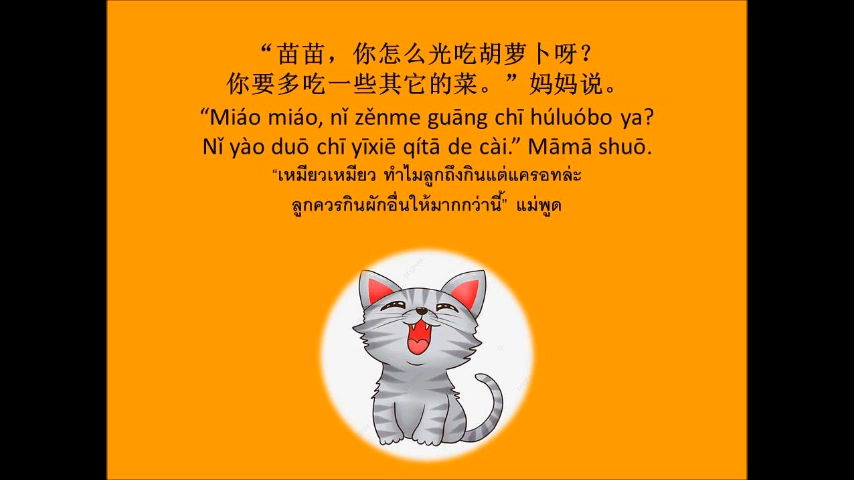 “苗苗，你怎么光吃胡萝卜呀？
你要多吃一些其它的菜。”妈妈说。
“Miáo miáo, nǐ zěnme guāng chī húluóbo ya?
Nǐ yào duō chī yīxiē qítā de cài.” Māmā shuō.
“เหมียวเหมียว ทำไมลูกถึงกินแต่แครอทล่ะ
ลูกควรกินผักอื่นให้มากกว่านี้” แม่พูด